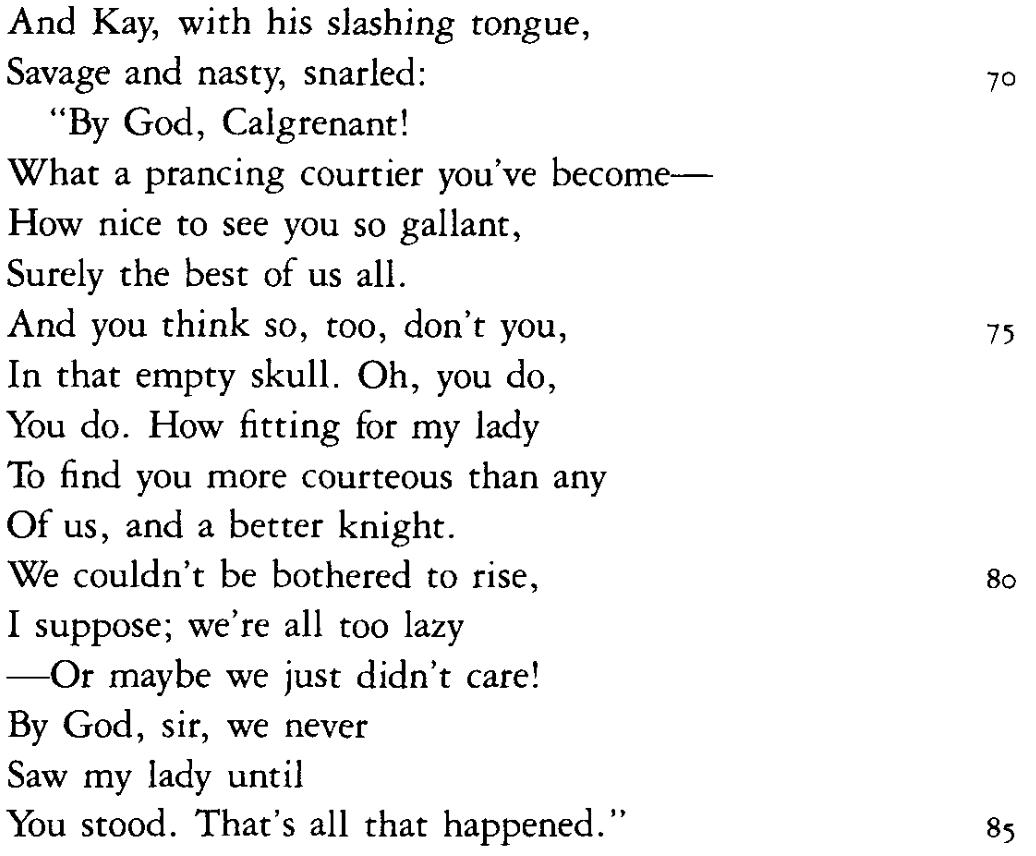 And Kay, with his slashing tongue,
Savage and nasty, snarled: 70
"By God, Calgrenant!
What a prancing courtier you've become—
How nice to see you so gallant,
Surely the best of us all.
And you think so, too, don't you, 75
In that empty skull. Oh, you do,
You do. How fitting for my lady
To find you more courteous than any
Of us, and a better knight.
We couldn't be bothered to rise, 80
I suppose; we're all too lazy
—Or maybe we just didn't care!
By God, sir, we never
Saw my lady until
You stood. That's all that happened." 85